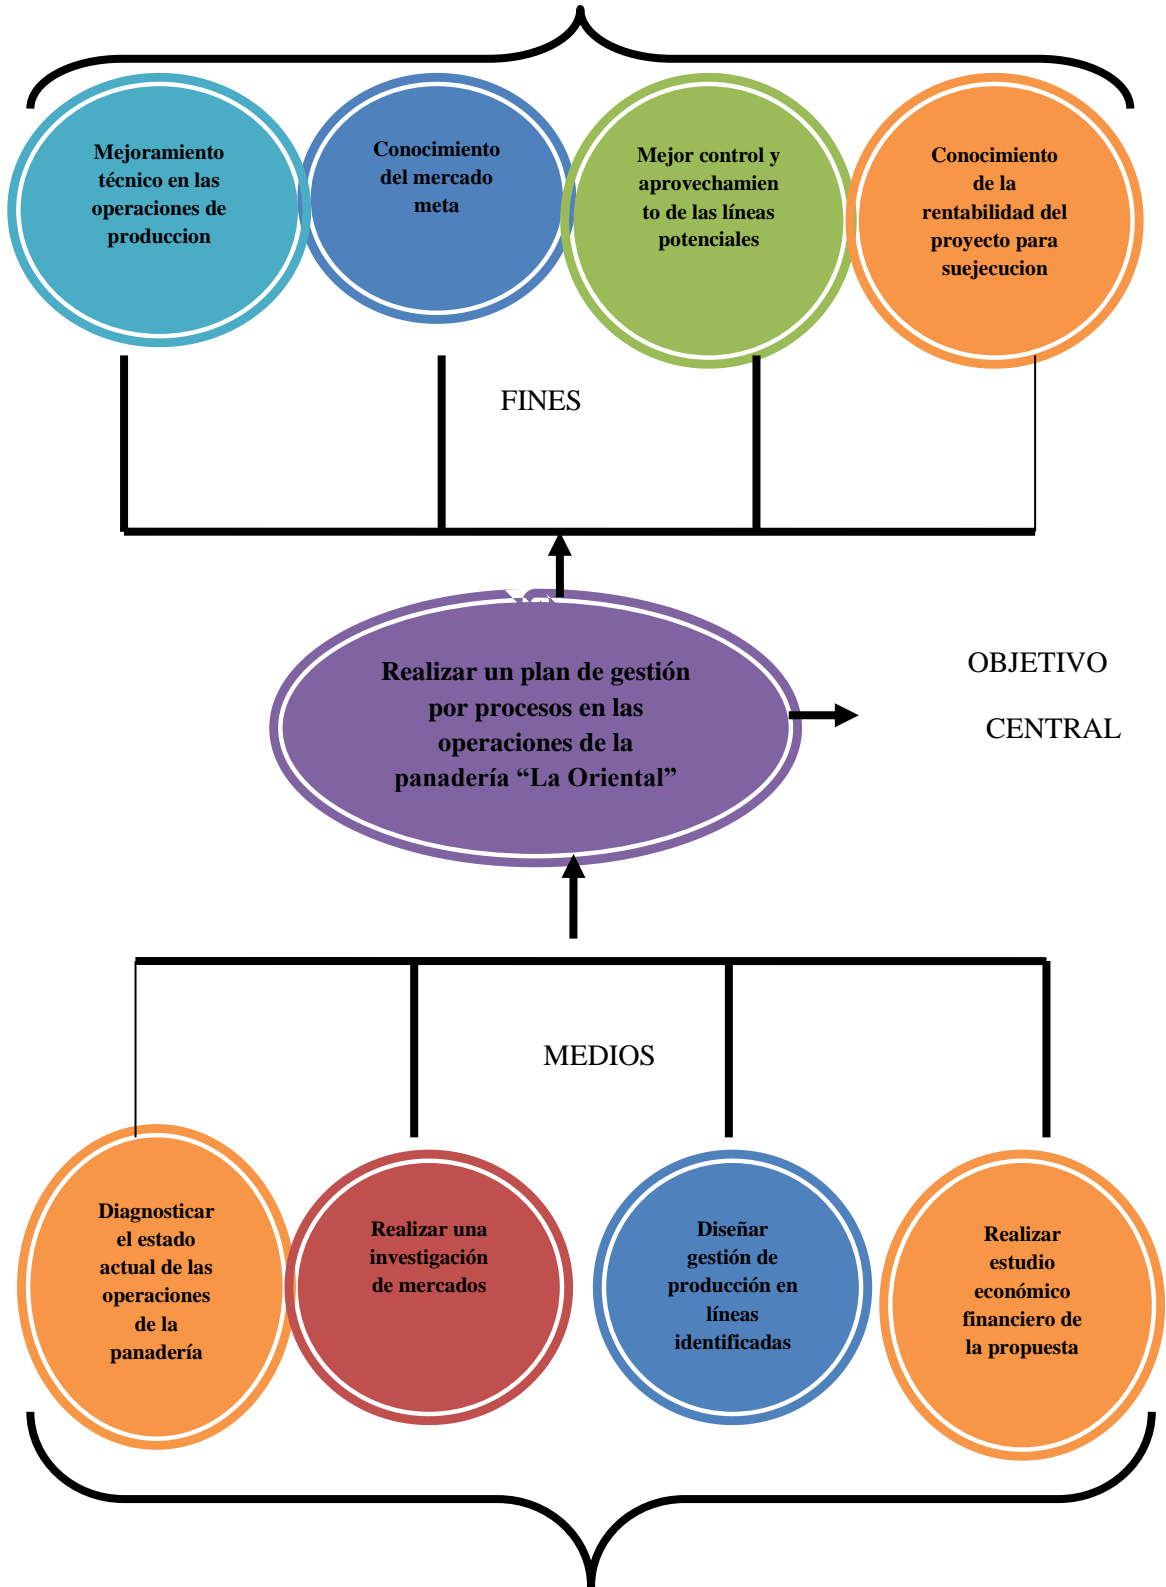 Mejoramiento
técnico en las
operaciones de
produccion
Conocimiento
del mercado
meta
Mejor control y
aprovechamien
to de las líneas
potenciales
Conocimiento
de la
rentabilidad del
proyecto para
suejecucion
FINES
Realizar un plan de gestión
por procesos en las
operaciones de la
panadería “La Oriental”
OBJETIVO
CENTRAL
MEDIOS
Diagnosticar
el estado
actual de las
operaciones
de la
panadería
Realizar una
investigación
de mercados
Diseñar
gestión de
producción en
líneas
identificadas
Realizar
estudio
económico
financiero de
la propuesta